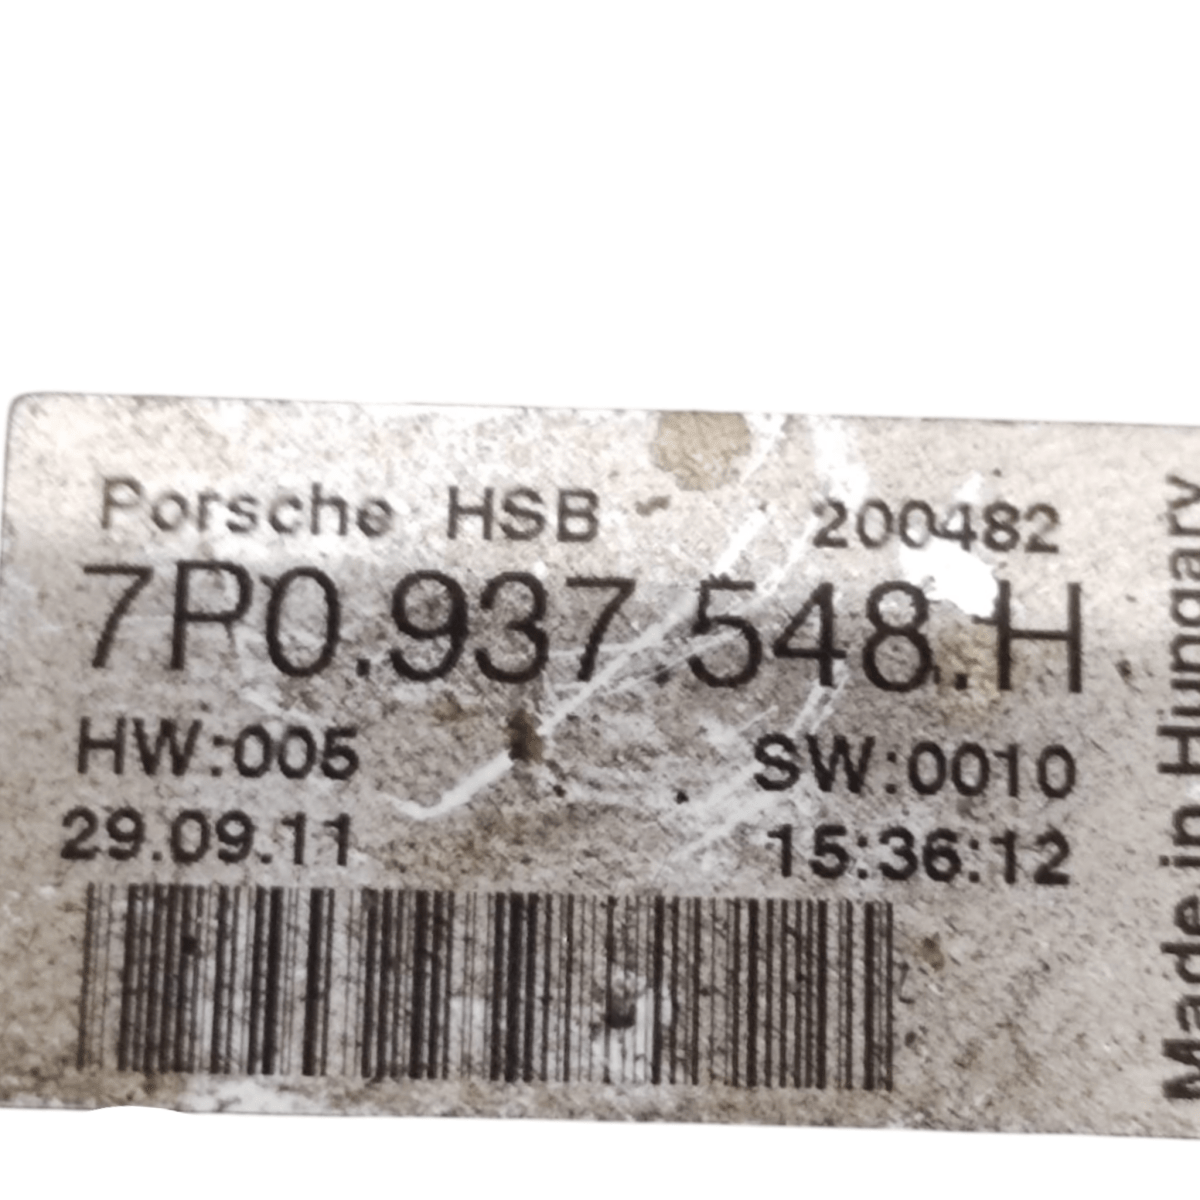 Porsche HSB 200482
7P0.937.548.H
HW:005 SW:0010
29.09.11 15:36:12
Made in Hungary